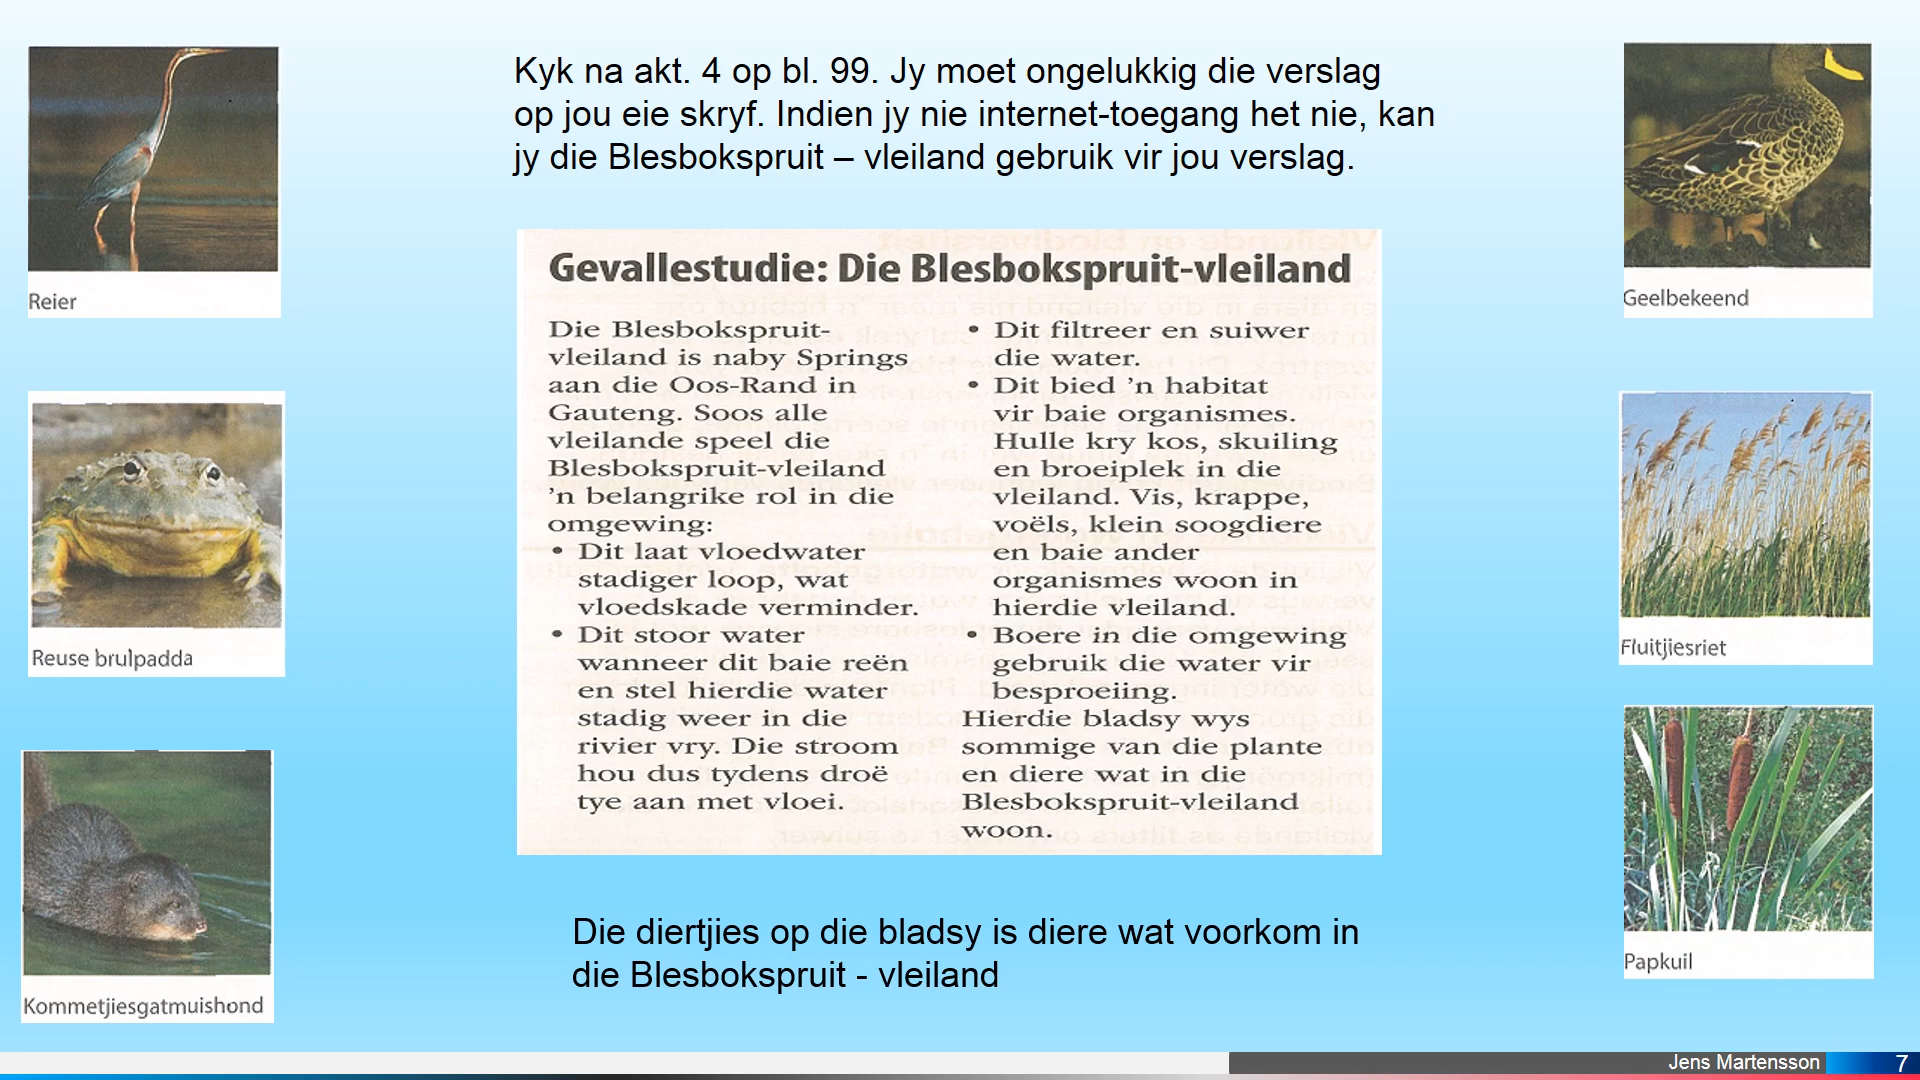 Kyk na akt. 4 op bl. 99. Jy moet ongelukkig die verslag
op jou eie skryf. Indien jy nie internet-toegang het nie, kan
jy die Blesbokspruit – vleiland gebruik vir jou verslag.
Reier
Reuse brulpadda
Kommetjiesgatmuishond
Gevallestudie: Die Blesbokspruit-vleiland
Die Blesbokspruit-
vleiland is naby Springs
aan die Oos-Rand in
Gauteng. Soos alle
vleilande speel die
Blesbokspruit-vleiland
’n belangrike rol in die
omgewing:
• Dit laat vloedwater
stadiger loop, wat
vloedskade verminder.
• Dit stoor water
wanneer dit baie reën
en stel hierdie water
stadig weer in die
rivier vry. Die stroom
hou dus tydens droë
tye aan met vloei.
• Dit filtreer en suiwer
die water.
• Dit bied ’n habitat
vir baie organismes.
Hulle kry kos, skuiling
en broeiplek in die
vleiland. Vis, krappe,
voëls, klein soogdiere
en baie ander
organismes woon in
hierdie vleiland.
• Boere in die omgewing
gebruik die water vir
besproeiing.
Hierdie bladsy wys
sommige van die plante
en diere wat in die
Blesbokspruit-vleiland
woon.
Geelbekeend
Fluitjiesriet
Papkuil
Die diertjies op die bladsy is diere wat voorkom in
die Blesbokspruit - vleiland
Jens Martensson
7